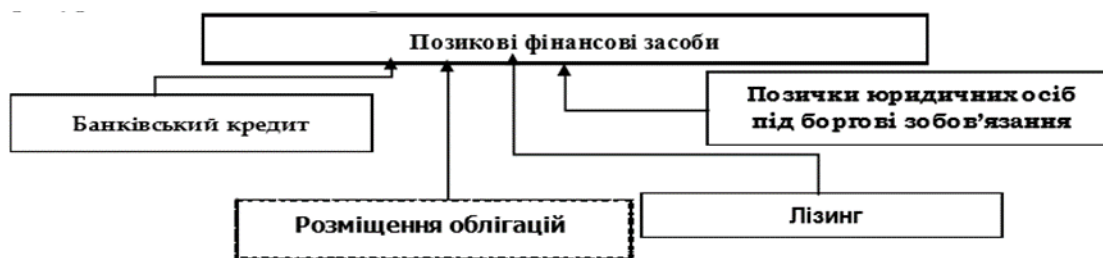 Позикові фінансові засоби
Банківський кредит
Позички юридичних осіб
під боргові зобов’язання
Розміщення облігацій
Лізинг